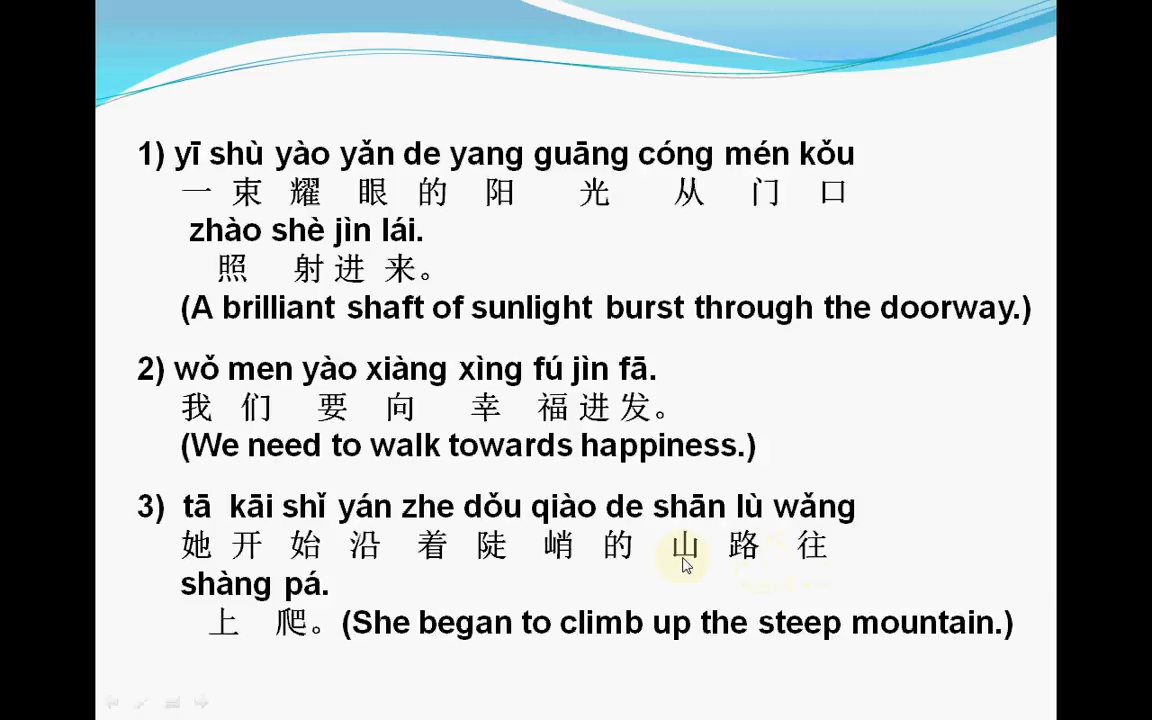 1) yī shù yào yǎn de yang guāng cóng mén kǒu
一 束 耀 眼 的 阳 光 从 门 口
zhào shè jìn lái.
照 射 进 来。
(A brilliant shaft of sunlight burst through the doorway.)
2) wǒ men yào xiàng xìng fú jìn fā.
我 们 要 向 幸 福 进 发。
(We need to walk towards happiness.)
3) tā kāi shǐ yán zhe dǒu qiào de shān lù wǎng
她 开 始 沿 着 陡 峭 的 山 路 往
shàng pá.
上 爬。(She began to climb up the steep mountain.)